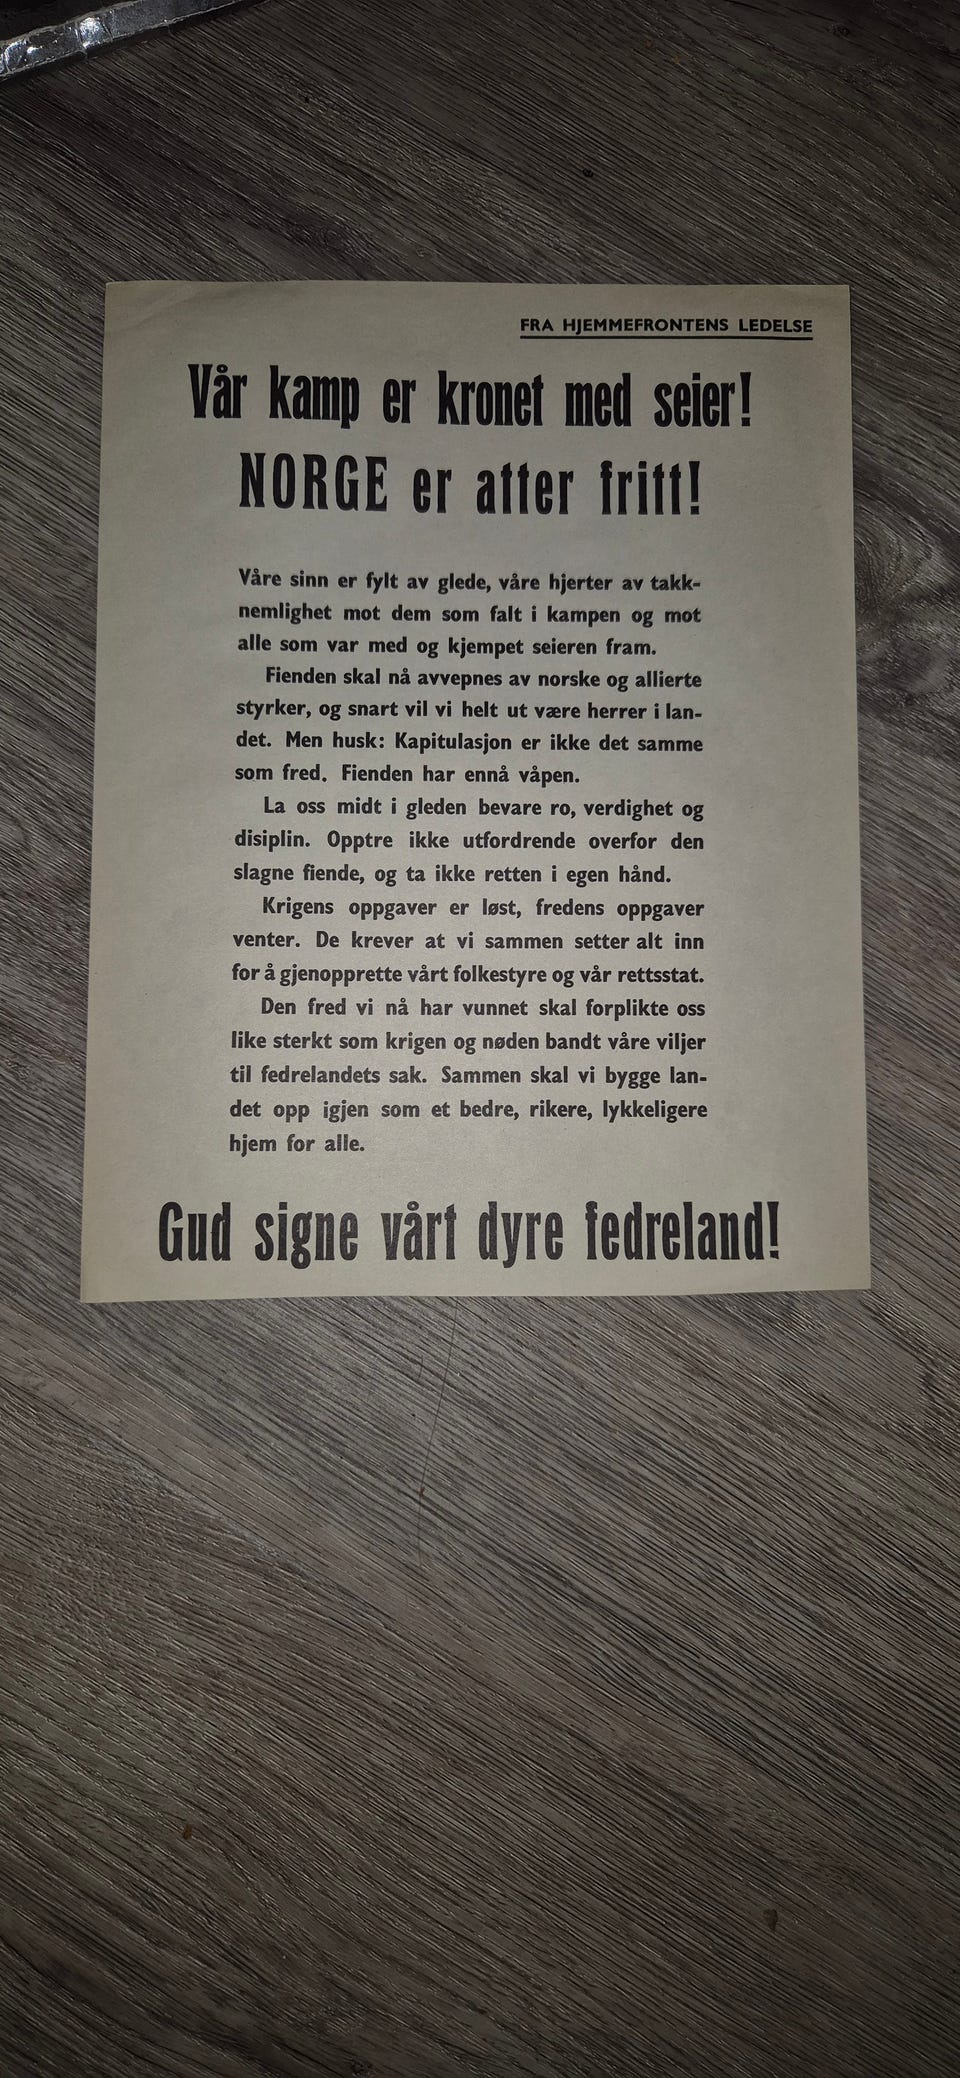 FRA HJEMMEFRONTENS LEDELSE
Vår kamp er kronet med seier!
NORGE er atter fritt!
Våre sinn er fylt av glede, våre hjerter av takk-
nemlighet mot dem som falt i kampen og mot
alle som var med og kjempet seieren fram.
Fienden skal nå avvepnes av norske og allierte
styrker, og snart vil vi helt ut være herrer i lan-
det. Men husk: Kapitulasjon er ikke det samme
som fred. Fienden har ennå våpen.
La oss midt i gleden bevare ro, verdighet og
disiplin. Opptre ikke utfordrende overfor den
slagne fiende, og ta ikke retten i egen hånd.
Krigens oppgaver er løst, fredens oppgaver
venter. De krever at vi sammen setter alt inn
for å gjenopprette vårt folkestyre og vår rettsstat.
Den fred vi nå har vunnet skal forplikte oss
like sterkt som krigen og nøden bandt våre viljer
til fedrelandets sak. Sammen skal vi bygge lan-
det opp igjen som et bedre, rikere, lykkeligere
hjem for alle.
Gud signe vårt dyre fedreland!